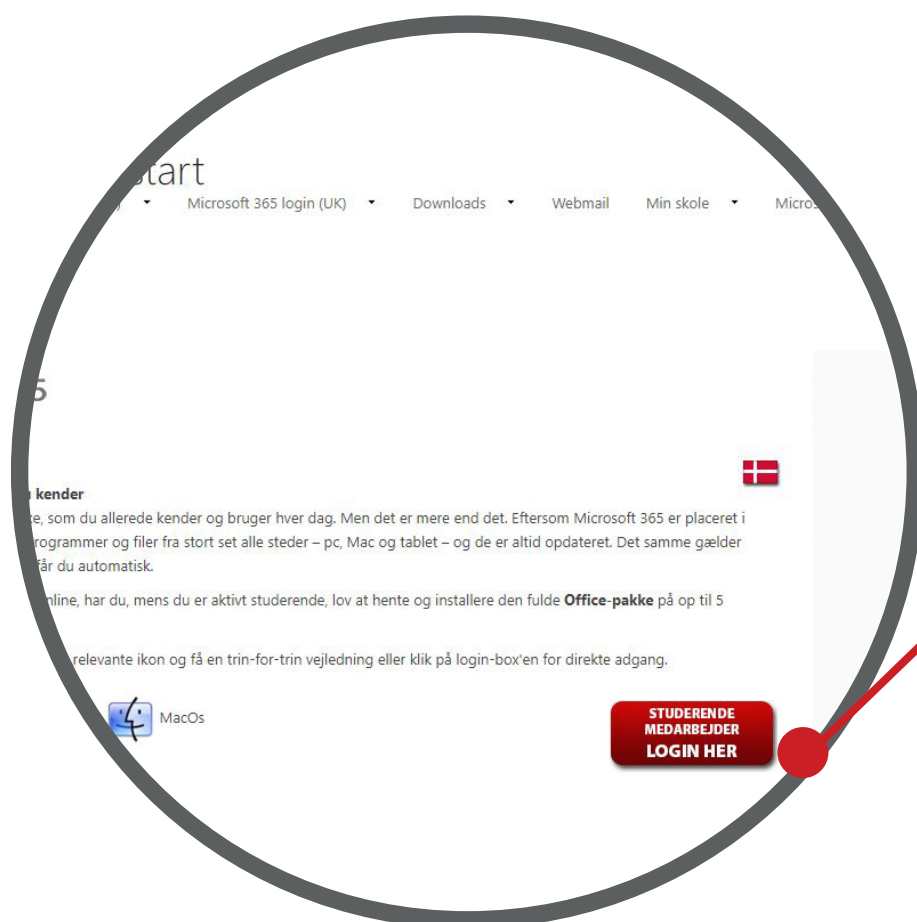 start
Microsoft 365 login (UK) Downloads Webmail Min skole
5
kender
som du allerede kender og bruger hver dag. Men det er mere end det. Eftersom Microsoft 365 er placeret i
programmer og filer fra stort set alle steder – pc, Mac og tablet – og de er altid opdateret. Det samme gælder
får du automatisk.
har du, mens du er aktivt studerende, lov at hente og installere den fulde Office-pakke på op til 5
relevante ikon og få en trin-for-trin vejledning eller klik på login-box'en for direkte adgang.
MacOs
STUDERENDE
MEDARBEJDER
LOGIN HER